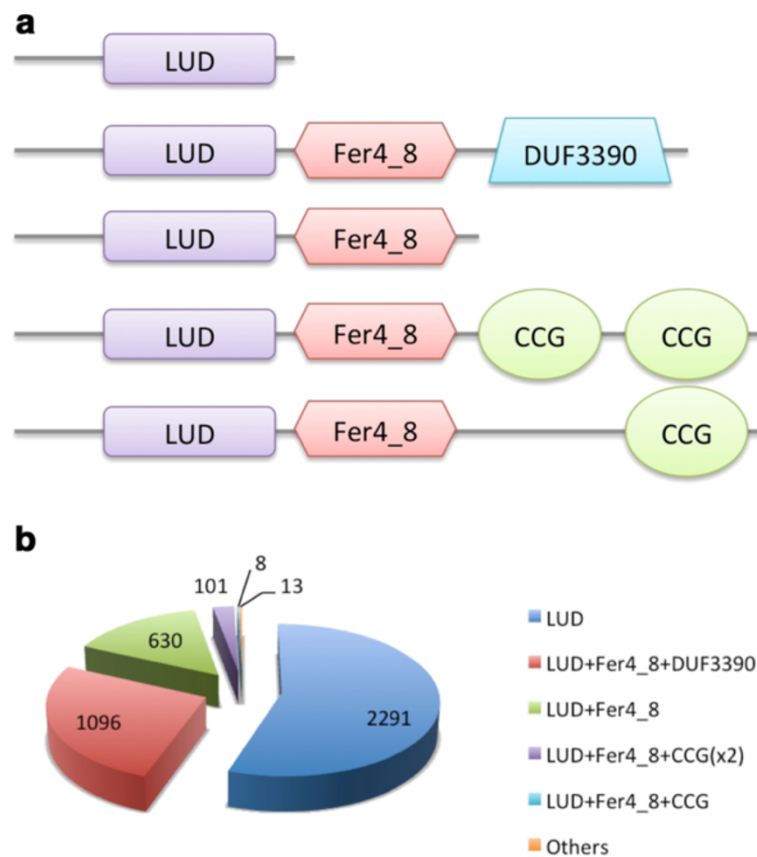 a
LUD
LUD Fer4_8 DUF3390
LUD Fer4_8
LUD Fer4_8 CCG CCG
LUD Fer4_8 CCG
b
8
101 13
630
1096
2291
LUD
LUD+Fer4_8+DUF3390
LUD+Fer4_8
LUD+Fer4_8+CCG(x2)
LUD+Fer4_8+CCG
Others